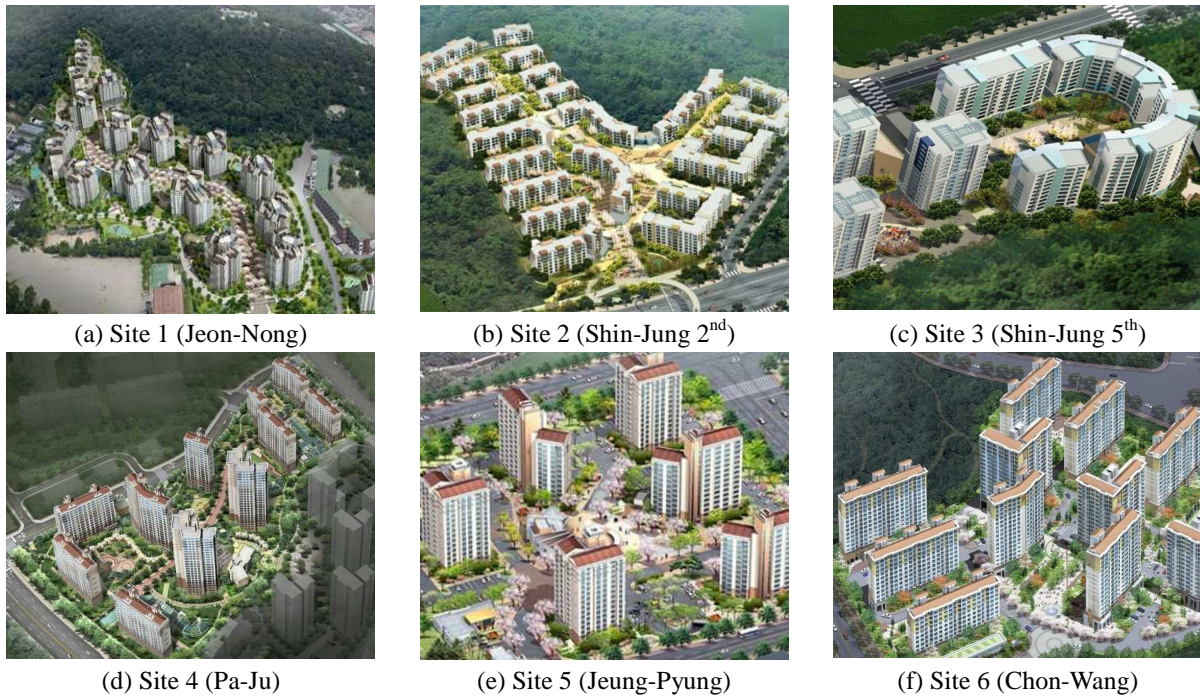 (a) Site 1 (Jeon-Nong)
(b) Site 2 (Shin-Jung 2nd)
(c) Site 3 (Shin-Jung 5th)
(d) Site 4 (Pa-Ju)
(e) Site 5 (Jeung-Pyung)
(f) Site 6 (Chon-Wang)